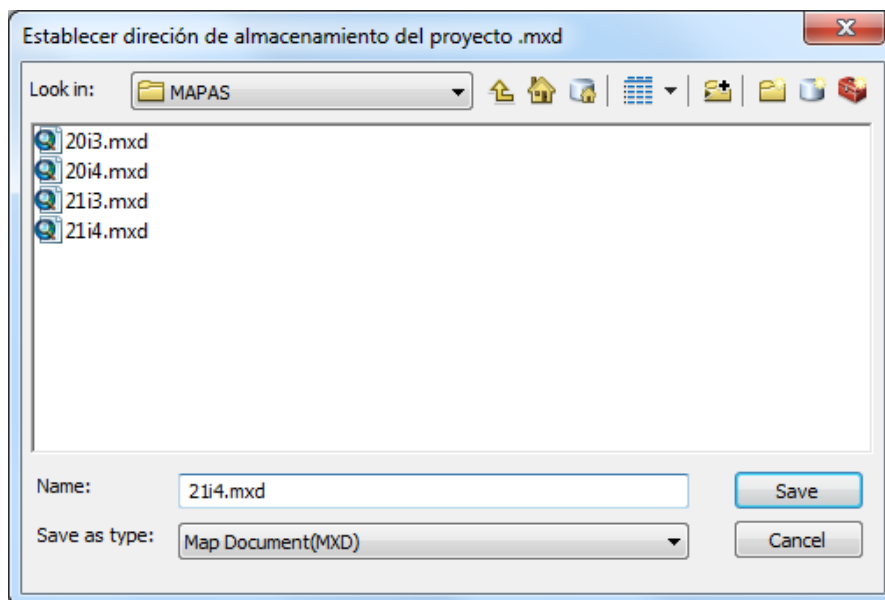 Establecer direción de almacenamiento del proyecto .mxd
Look in: MAPAS
20i3.mxd
20i4.mxd
21i3.mxd
21i4.mxd
Name: 21i4.mxd Save
Save as type: Map Document(MXD) Cancel